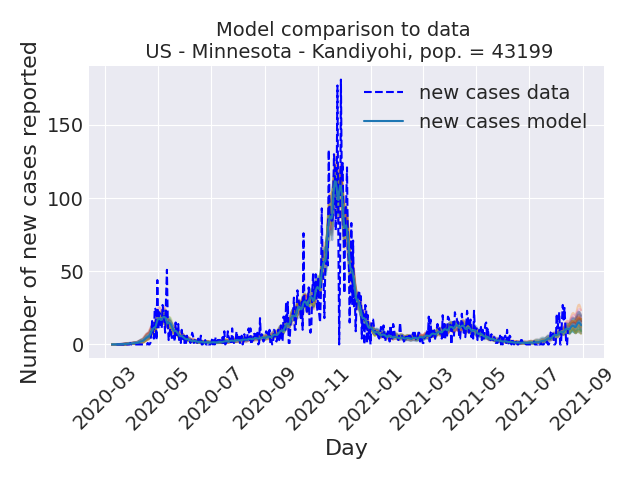 Model comparison to data
US - Minnesota - Kandiyohi, pop. = 43199
Number of new cases reported
150
100
50
0
new cases data
new cases model
2020-03
2020-05
2020-07
2020-09
2020-11
2021-01
2021-03
2021-05
2021-07
2021-09
Day